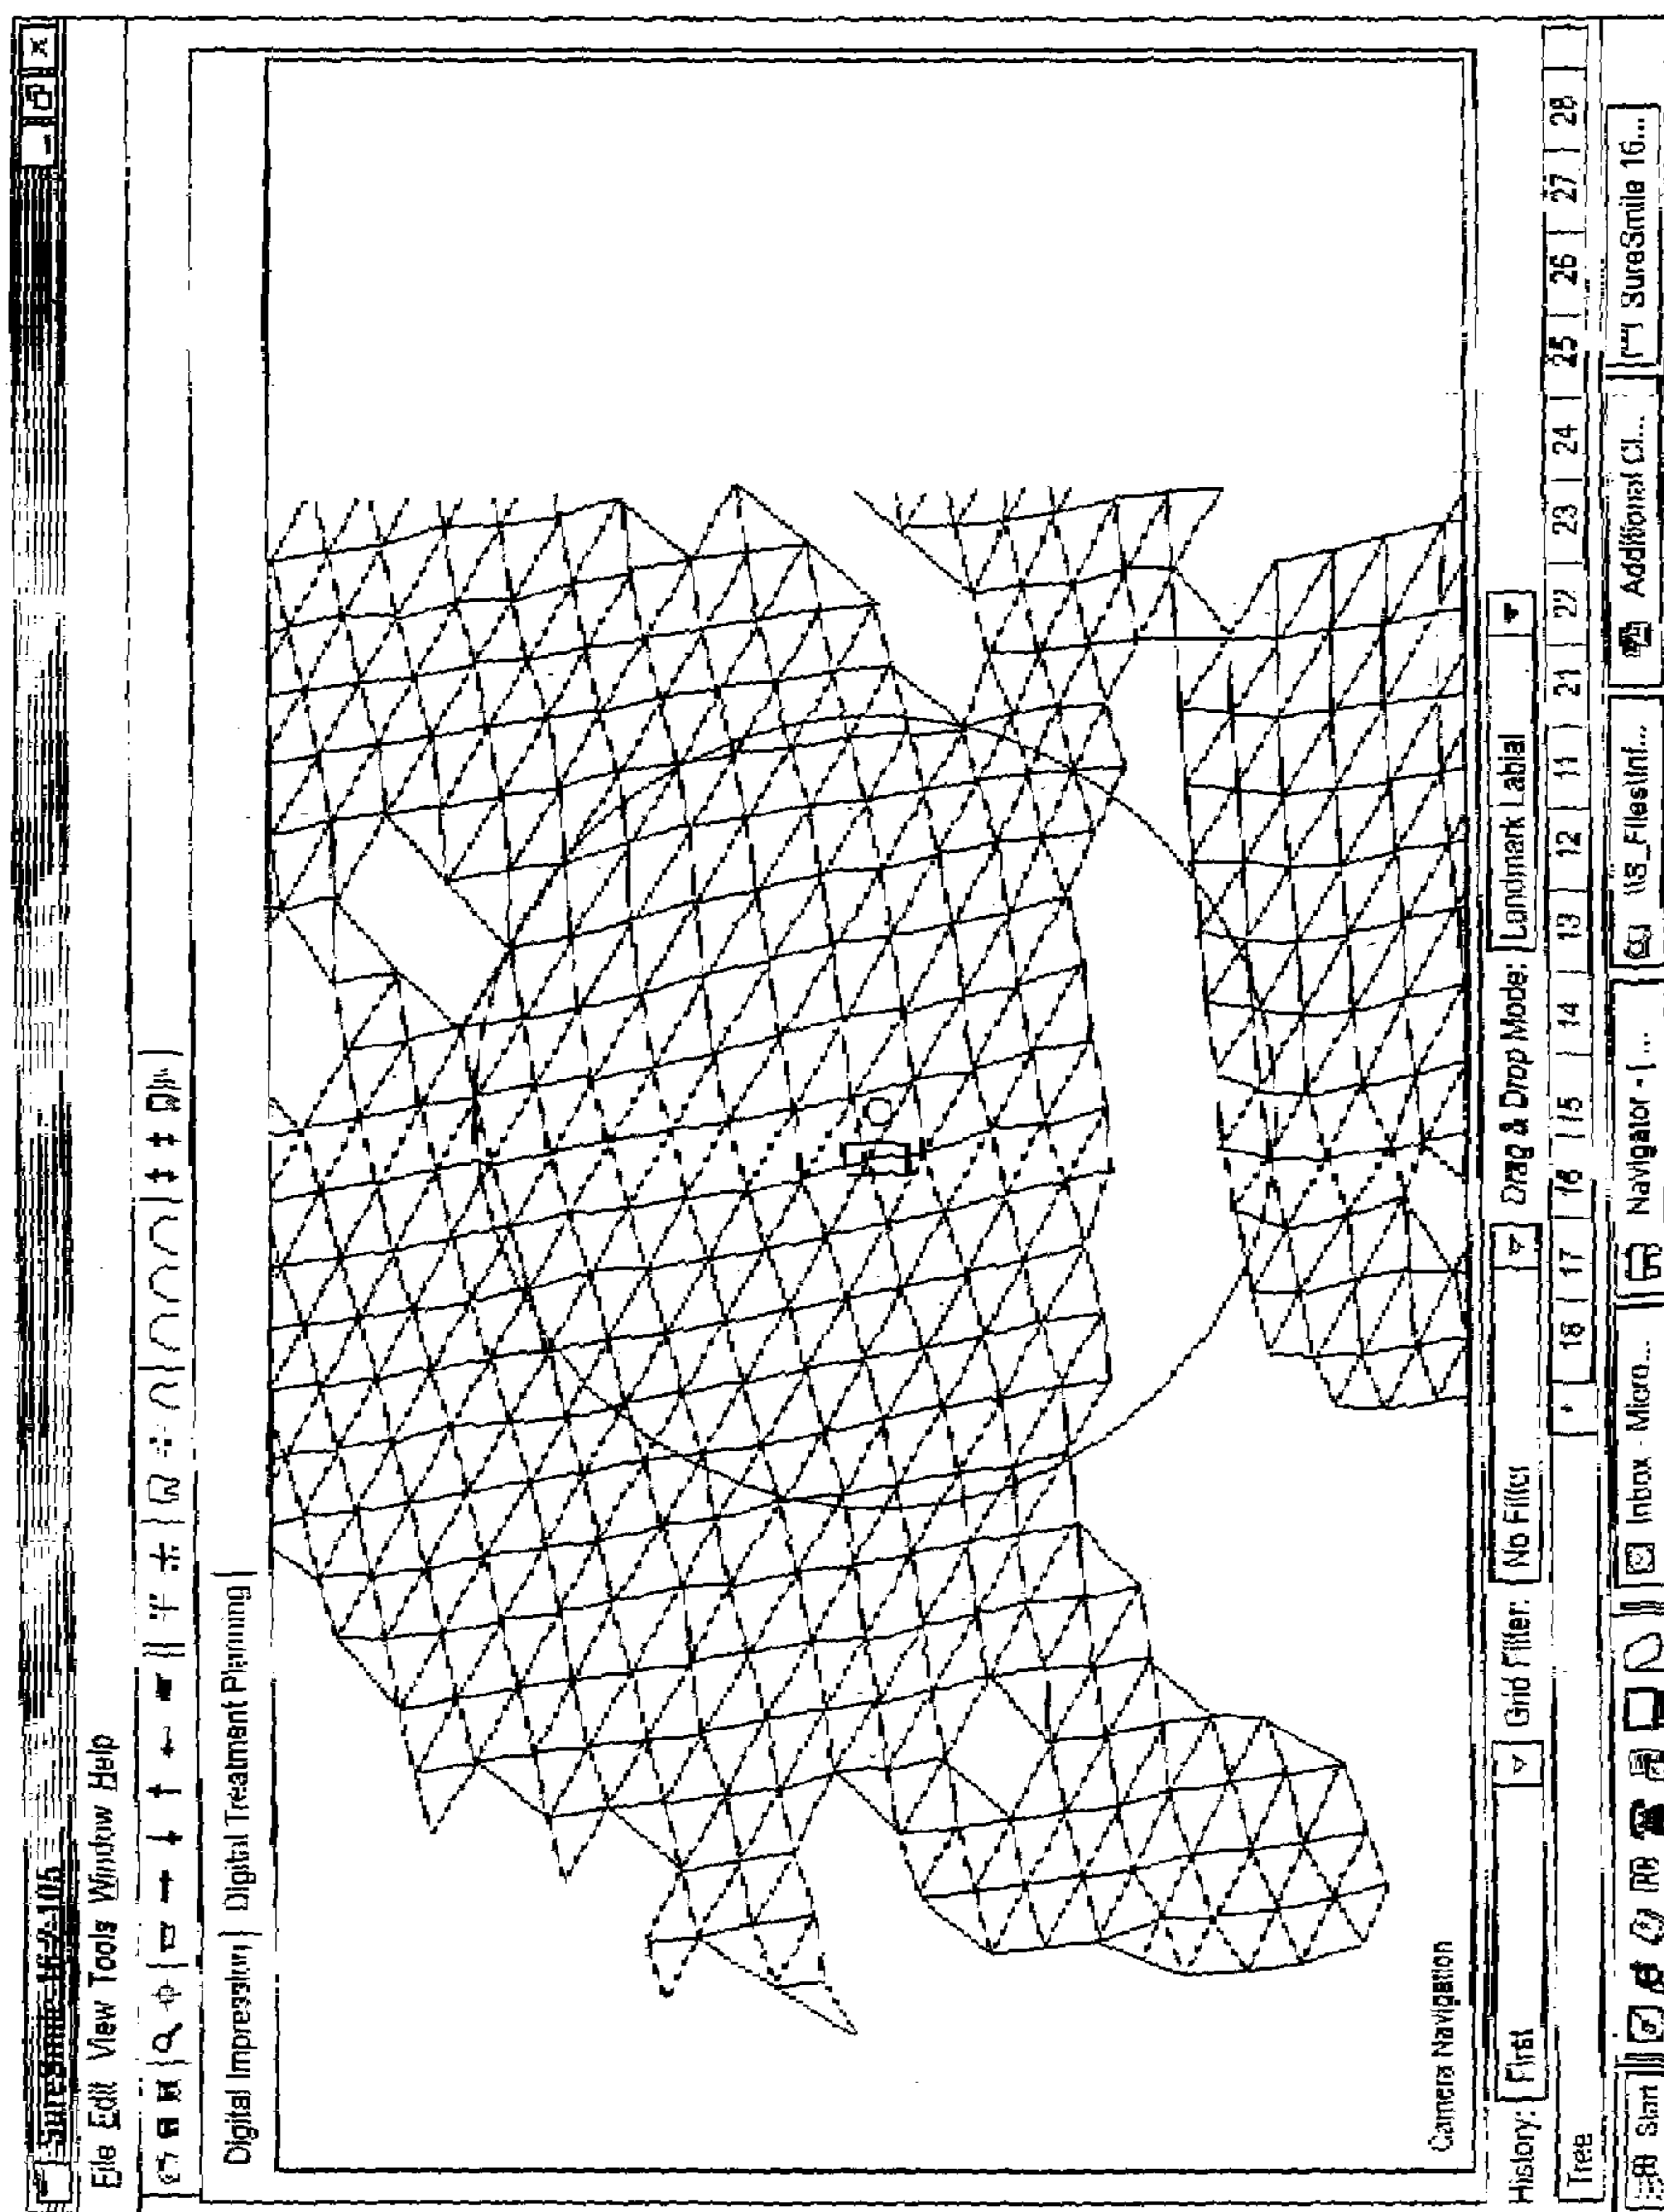 File Edit View Tools Window Help
Digital Impression Digital Treatment Planning
Camera Navigation
History: First Grid Filter: No Filter Drag & Drop Mode: Landmark Labial
18 17 16 15 14 13 12 11 21 22 23 24 25 26 27 28
Tree
Start Inbox - Micro... Navigator - [ ... Additional Cl... SureSmile 16...